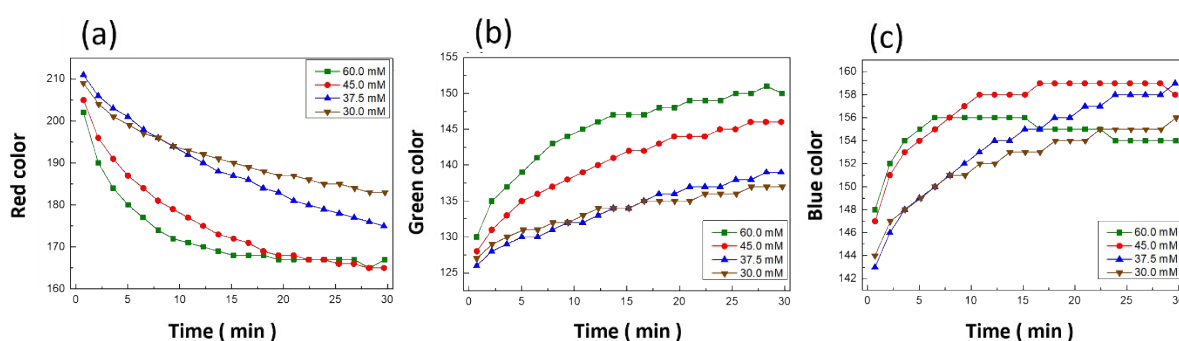 (a)
Red color
210
200
190
180
170
160
0 5 10 15 20 25 30
Time ( min )
60.0 mM
45.0 mM
37.5 mM
30.0 mM
(b)
Green color
155
150
145
140
135
130
125
0 5 10 15 20 25 30
Time ( min )
60.0 mM
45.0 mM
37.5 mM
30.0 mM
(c)
Blue color
160
158
156
154
152
150
148
146
144
142
0 5 10 15 20 25 30
Time ( min )
60.0 mM
45.0 mM
37.5 mM
30.0 mM